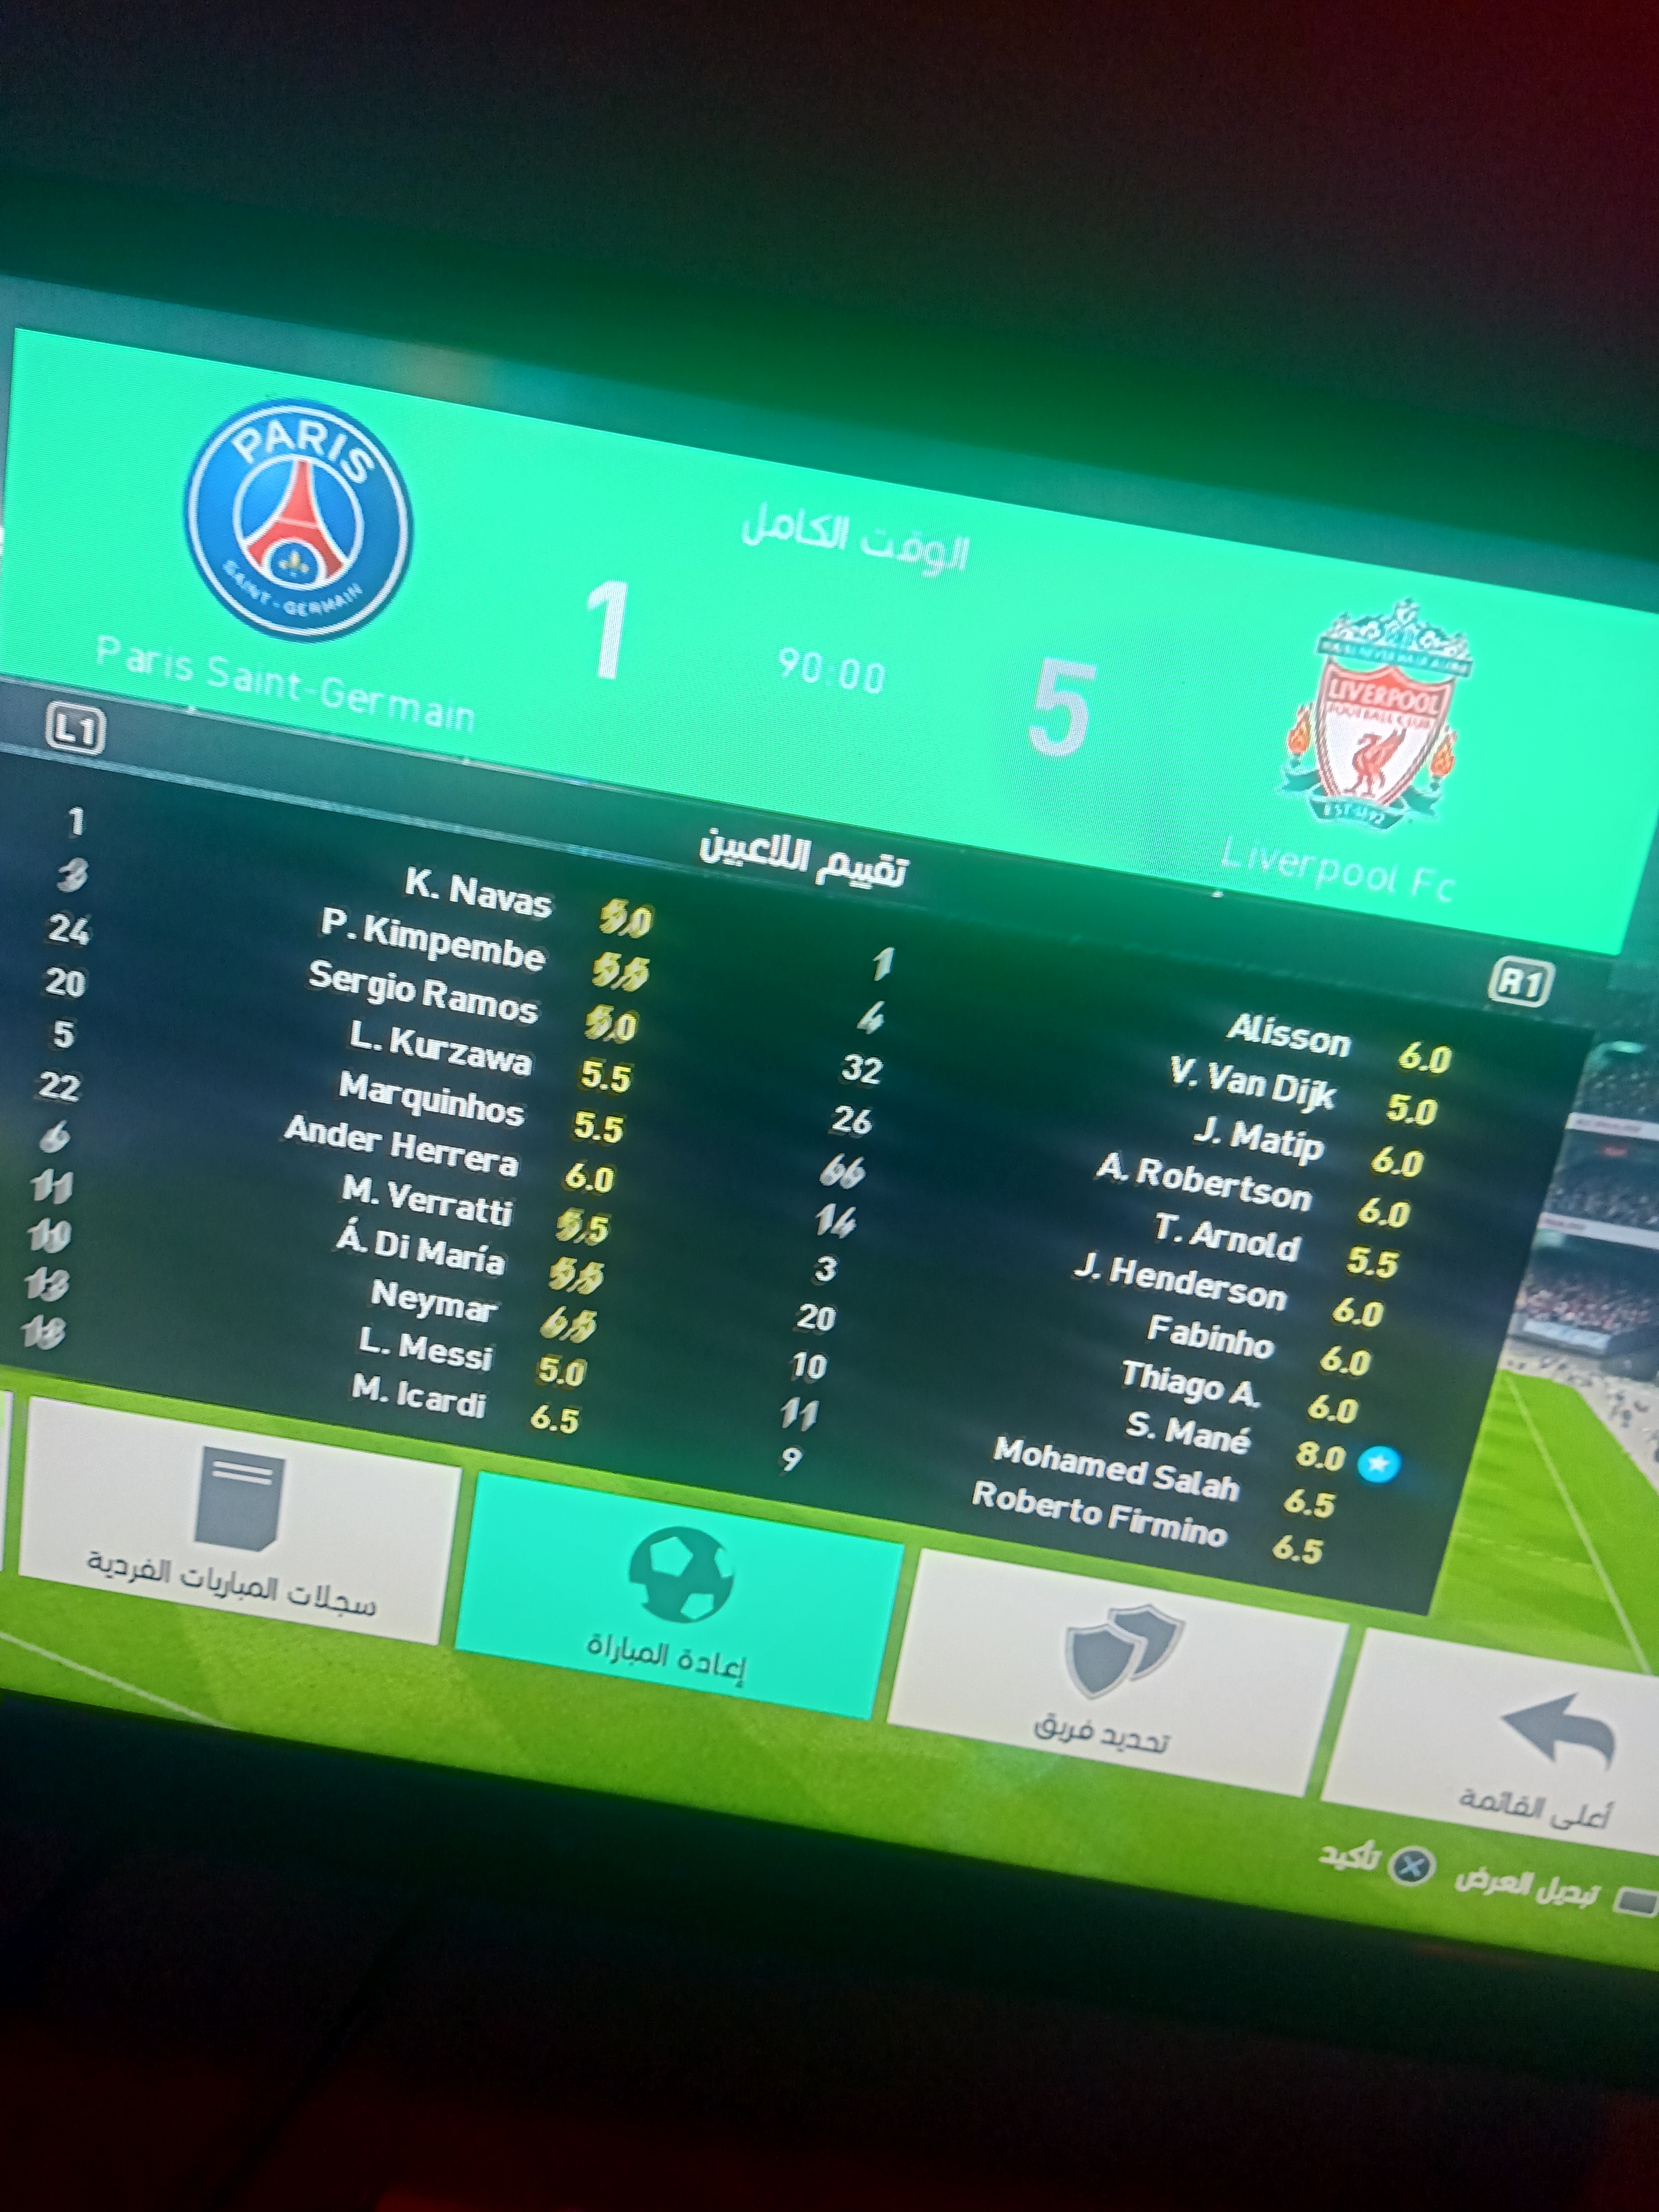 PARIS
SAINT-GERMAIN
Paris Saint-Germain
الوقت الكامل
1 90:00 5
LIVERPOOL
FOOTBALL CLUB
EST·1892
Liverpool Fc
L1
تقييم اللاعبين
R1
1 K. Navas 5.0
3 P. Kimpembe 5.5
24 Sergio Ramos 5.0
20 L. Kurzawa 5.5
5 Marquinhos 5.5
22 Ander Herrera 6.0
6 M. Verratti 5.5
11 Á. Di María 5.5
10 Neymar 6.5
L. Messi 5.0
M. Icardi 6.5
1 Alisson 6.0
4 V. Van Dijk 5.0
32 J. Matip 6.0
26 A. Robertson 6.0
66 T. Arnold 5.5
14 J. Henderson 6.0
3 Fabinho 6.0
20 Thiago A. 6.0
10 S. Mané 8.0
11 Mohamed Salah 6.5
9 Roberto Firmino 6.5
سجلات المباريات الفردية
إعادة المباراة
تحديد فريق
أعلى القائمة
تبديل العرض
تأكيد